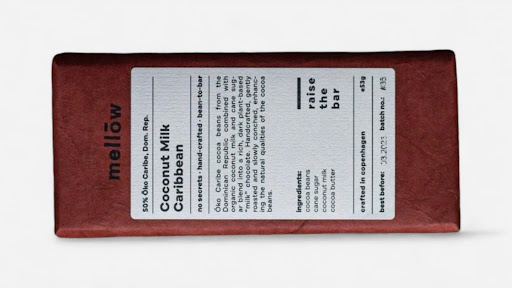 mellōw
50% Öko Caribe, Dom. Rep.
Coconut Milk
Caribbean
no secrets · hand-crafted · bean-to-bar
Öko Caribe cocoa beans from the
Dominican Republic combined with
organic coconut milk and cane sug-
ar blend into a rich, dark plant-based
"milk" chocolate. Handcrafted, gently
roasted and slowly conched, enhanc-
ing the natural qualities of the cocoa
beans.
raise
the
bar
ingredients:
cocoa beans
cane sugar
coconut milk
cocoa butter
crafted in copenhagen e53g
best before: 2023 batch no.: #35